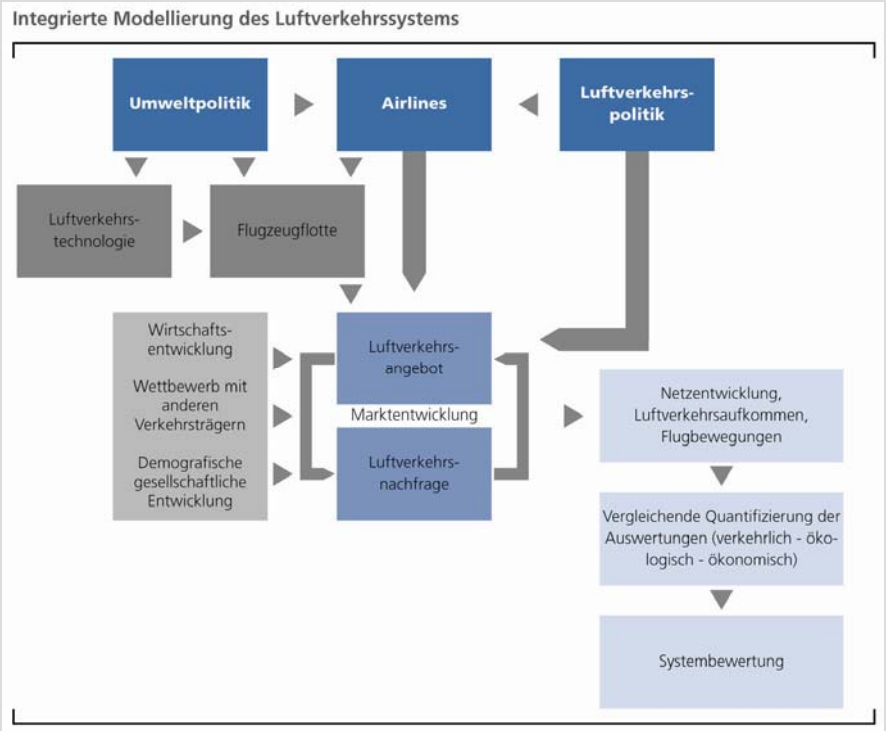 Integrierte Modellierung des Luftverkehrssystems
Umweltpolitik
Airlines
Luftverkehrs-
politik
Luftverkehrs-
technologie
Flugzeugflotte
Wirtschafts-
entwicklung
Wettbewerb mit
anderen
Verkehrsträgern
Demografische
gesellschaftliche
Entwicklung
Luftverkehrs-
angebot
Marktentwicklung
Luftverkehrs-
nachfrage
Netzentwicklung,
Luftverkehrsaufkommen,
Flugbewegungen
Vergleichende Quantifizierung der
Auswertungen (verkehrlich - öko-
logisch - ökonomisch)
Systembewertung